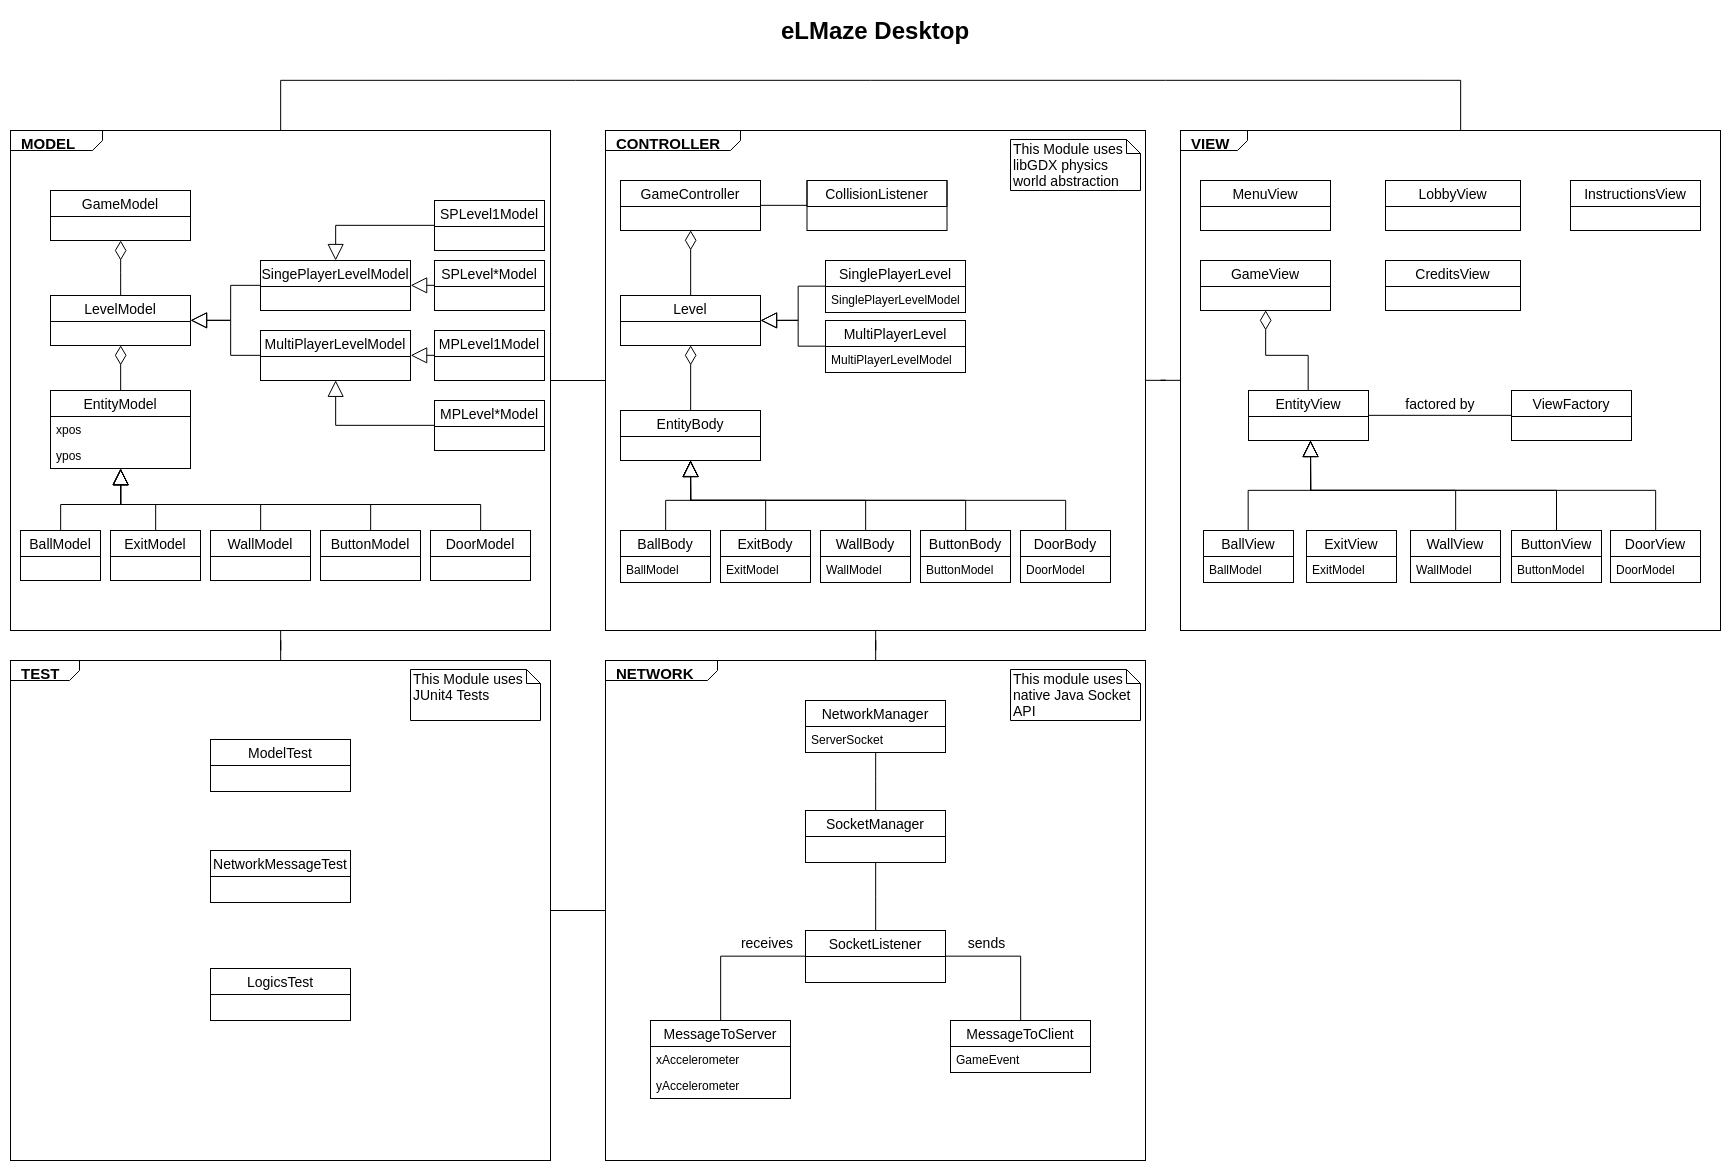 eLMaze Desktop
MODEL
GameModel
LevelModel
EntityModel
xpos
ypos
SingePlayerLevelModel
MultiPlayerLevelModel
SPLevel1Model
SPLevel*Model
MPLevel1Model
MPLevel*Model
BallModel
ExitModel
WallModel
ButtonModel
DoorModel
CONTROLLER
This Module uses
libGDX physics
world abstraction
GameController
CollisionListener
Level
SinglePlayerLevel
SinglePlayerLevelModel
MultiPlayerLevel
MultiPlayerLevelModel
EntityBody
BallBody
BallModel
ExitBody
ExitModel
WallBody
WallModel
ButtonBody
ButtonModel
DoorBody
DoorModel
VIEW
MenuView
LobbyView
InstructionsView
GameView
CreditsView
EntityView
factored by
ViewFactory
BallView
BallModel
ExitView
ExitModel
WallView
WallModel
ButtonView
ButtonModel
DoorView
DoorModel
TEST
This Module uses
JUnit4 Tests
ModelTest
NetworkMessageTest
LogicsTest
NETWORK
This module uses
native Java Socket
API
NetworkManager
ServerSocket
SocketManager
receives
SocketListener
sends
MessageToServer
xAccelerometer
yAccelerometer
MessageToClient
GameEvent